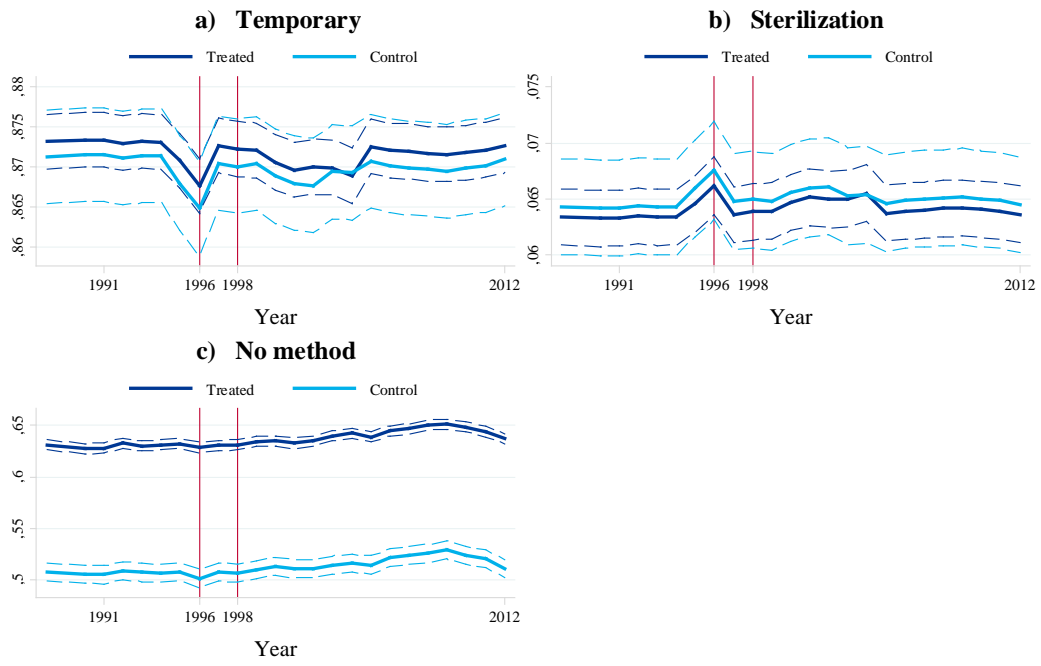 a) Temporary
Treated Control
,88
,875
,87
,865
,86
1991 1996 1998 2012
Year
b) Sterilization
Treated Control
,075
,07
,065
,06
1991 1996 1998 2012
Year
c) No method
Treated Control
,65
,6
,55
,5
1991 1996 1998 2012
Year